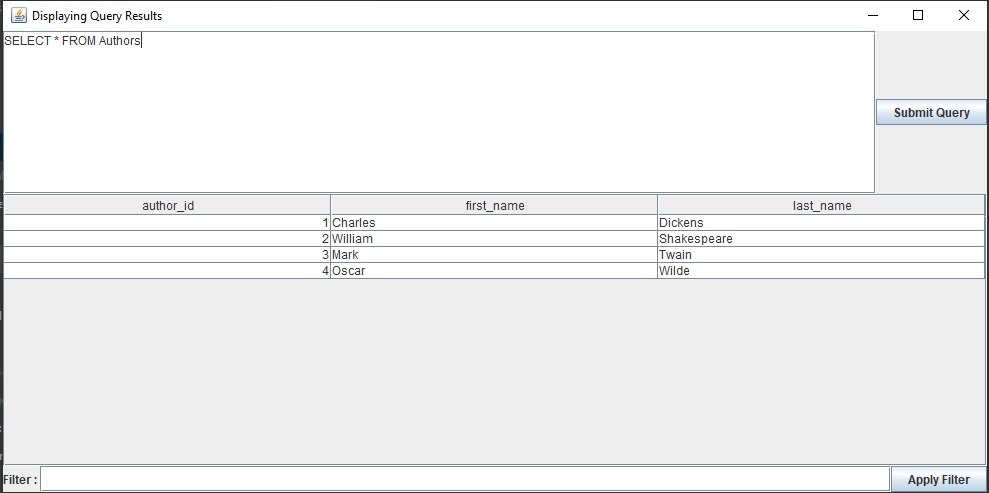 Displaying Query Results
SELECT * FROM Authors
Submit Query
author_id first_name last_name
1 Charles Dickens
2 William Shakespeare
3 Mark Twain
4 Oscar Wilde
Filter : Apply Filter